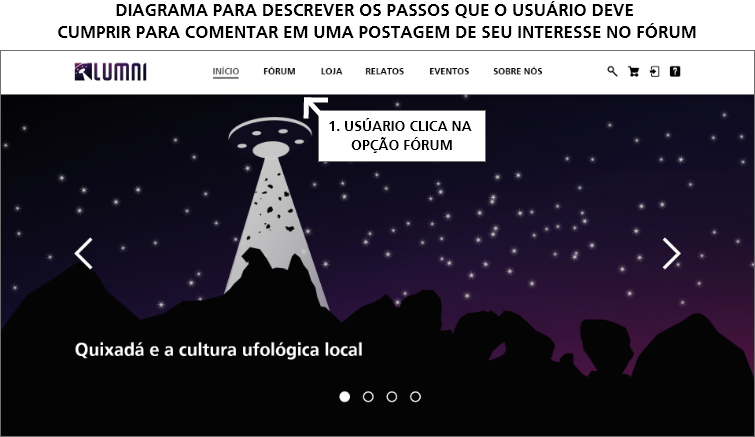 DIAGRAMA PARA DESCREVER OS PASSOS QUE O USUÁRIO DEVE
CUMPRIR PARA COMENTAR EM UMA POSTAGEM DE SEU INTERESSE NO FÓRUM
LUMNI INÍCIO FÓRUM LOJA RELATOS EVENTOS SOBRE NÓS ?
1. USÚARIO CLICA NA
OPÇÃO FÓRUM
Quixadá e a cultura ufológica local